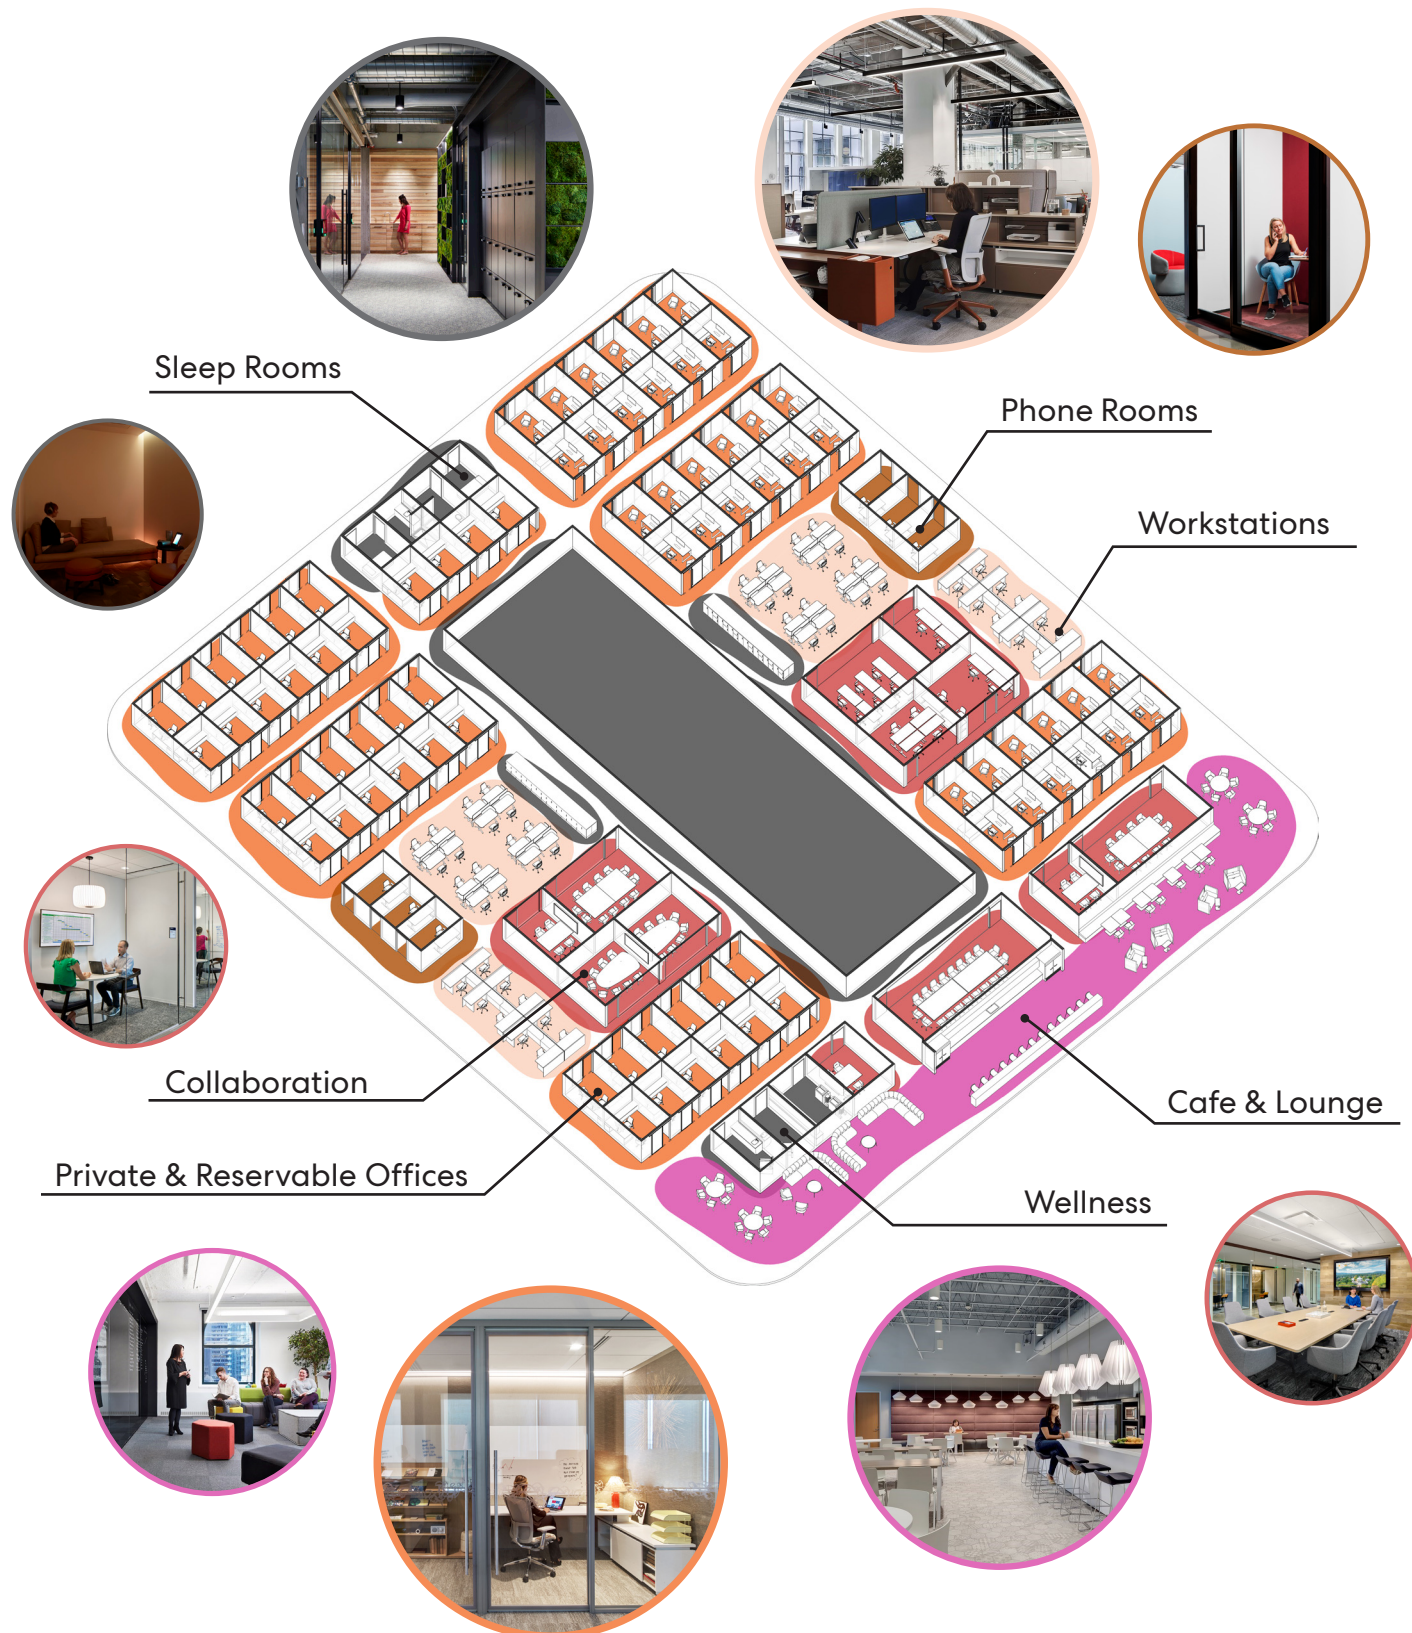 Sleep Rooms
Phone Rooms
Workstations
Collaboration
Cafe & Lounge
Private & Reservable Offices
Wellness